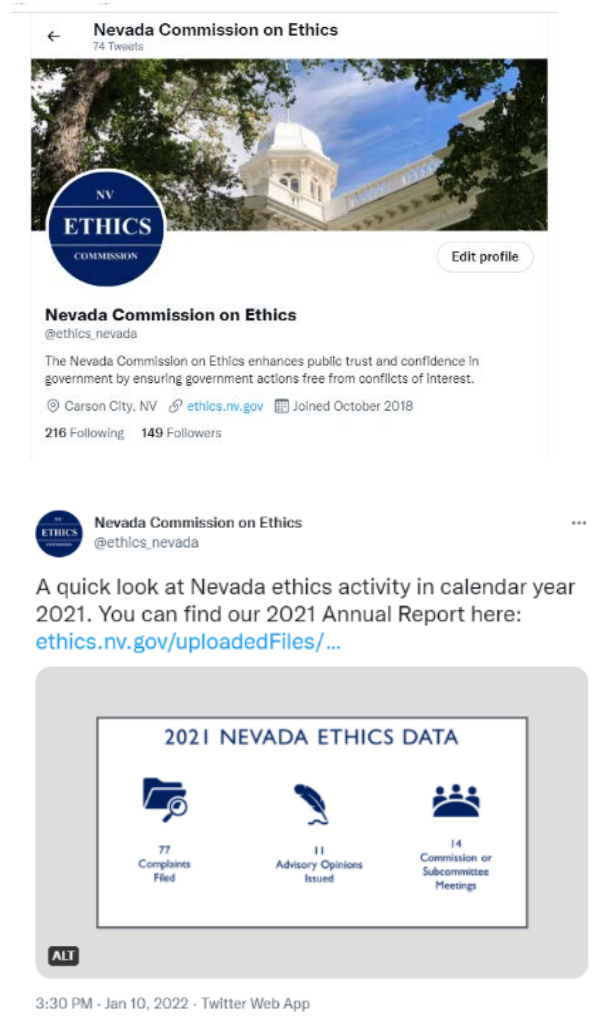 Nevada Commission on Ethics
74 Tweets
NV
ETHICS
COMMISSION
Edit profile
Nevada Commission on Ethics
@ethics_nevada
The Nevada Commission on Ethics enhances public trust and confidence in
government by ensuring government actions free from conflicts of interest.
Carson City, NV ethics.nv.gov Joined October 2018
216 Following 149 Followers
NV
ETHICS
COMMISSION
Nevada Commission on Ethics
@ethics_nevada
A quick look at Nevada ethics activity in calendar year
2021. You can find our 2021 Annual Report here:
ethics.nv.gov/uploadedFiles/...
2021 NEVADA ETHICS DATA
77
Complaints
Filed
11
Advisory Opinions
Issued
14
Commission or
Subcommittee
Meetings
ALT
3:30 PM · Jan 10, 2022 · Twitter Web App